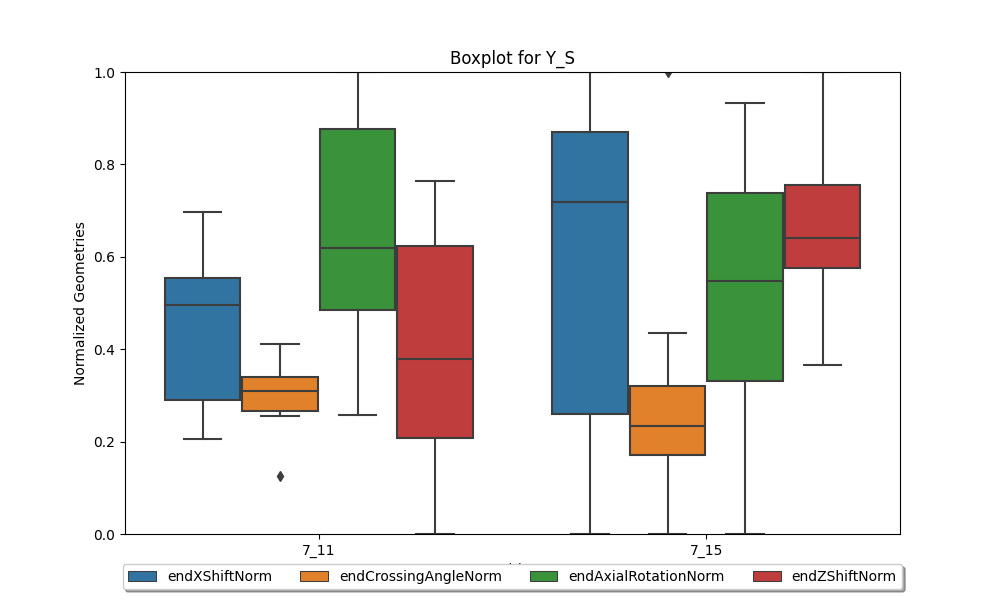 Boxplot for Y_S
Normalized Geometries
1.0
0.8
0.6
0.4
0.2
0.0
7_11 7_15
endXShiftNorm endCrossingAngleNorm endAxialRotationNorm endZShiftNorm